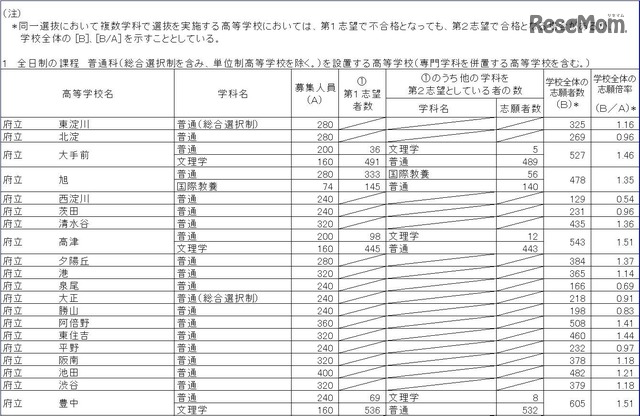 ReseMom
リセマム
(注)
*同一選抜において複数学科で選抜を実施する高等学校においては、第1志望で不合格となっても、第2志望で合格とな
学校全体の [B]、[B/A] を示すこととしている。
1 全日制の課程 普通科(総合選択制を含み、単位制高等学校を除く。)を設置する高等学校(専門学科を併置する高等学校を含む。)
高等学校名 学科名 募集人員 (A) ① 第1志望者数 ①のうち他の学科を第2志望としている者の数 学科名 志願者数 学校全体の志願者数 (B)* 学校全体の志願倍率 (B/A)*
府立 東淀川 普通(総合選択制) 280 325 1.16
府立 北淀 普通 280 269 0.96
府立 大手前 普通 200 36 文理学 5 527 1.46
文理学 160 491 普通 489
府立 旭 普通 280 333 国際教養 56 478 1.35
国際教養 74 145 普通 140
府立 西淀川 普通 240 129 0.54
府立 茨田 普通 240 231 0.96
府立 清水谷 普通 320 435 1.36
府立 高津 普通 200 98 文理学 12 543 1.51
文理学 160 445 普通 443
府立 夕陽丘 普通 280 384 1.37
府立 港 普通 320 365 1.14
府立 泉尾 普通 240 166 0.69
府立 大正 普通(総合選択制) 240 218 0.91
府立 勝山 普通 240 198 0.83
府立 阿倍野 普通 360 508 1.41
府立 東住吉 普通 320 460 1.44
府立 平野 普通 240 232 0.97
府立 阪南 普通 320 378 1.18
府立 池田 普通 400 482 1.21
府立 渋谷 普通 320 379 1.18
府立 豊中 普通 240 69 文理学 8 605 1.51
文理学 160 536 普通 532